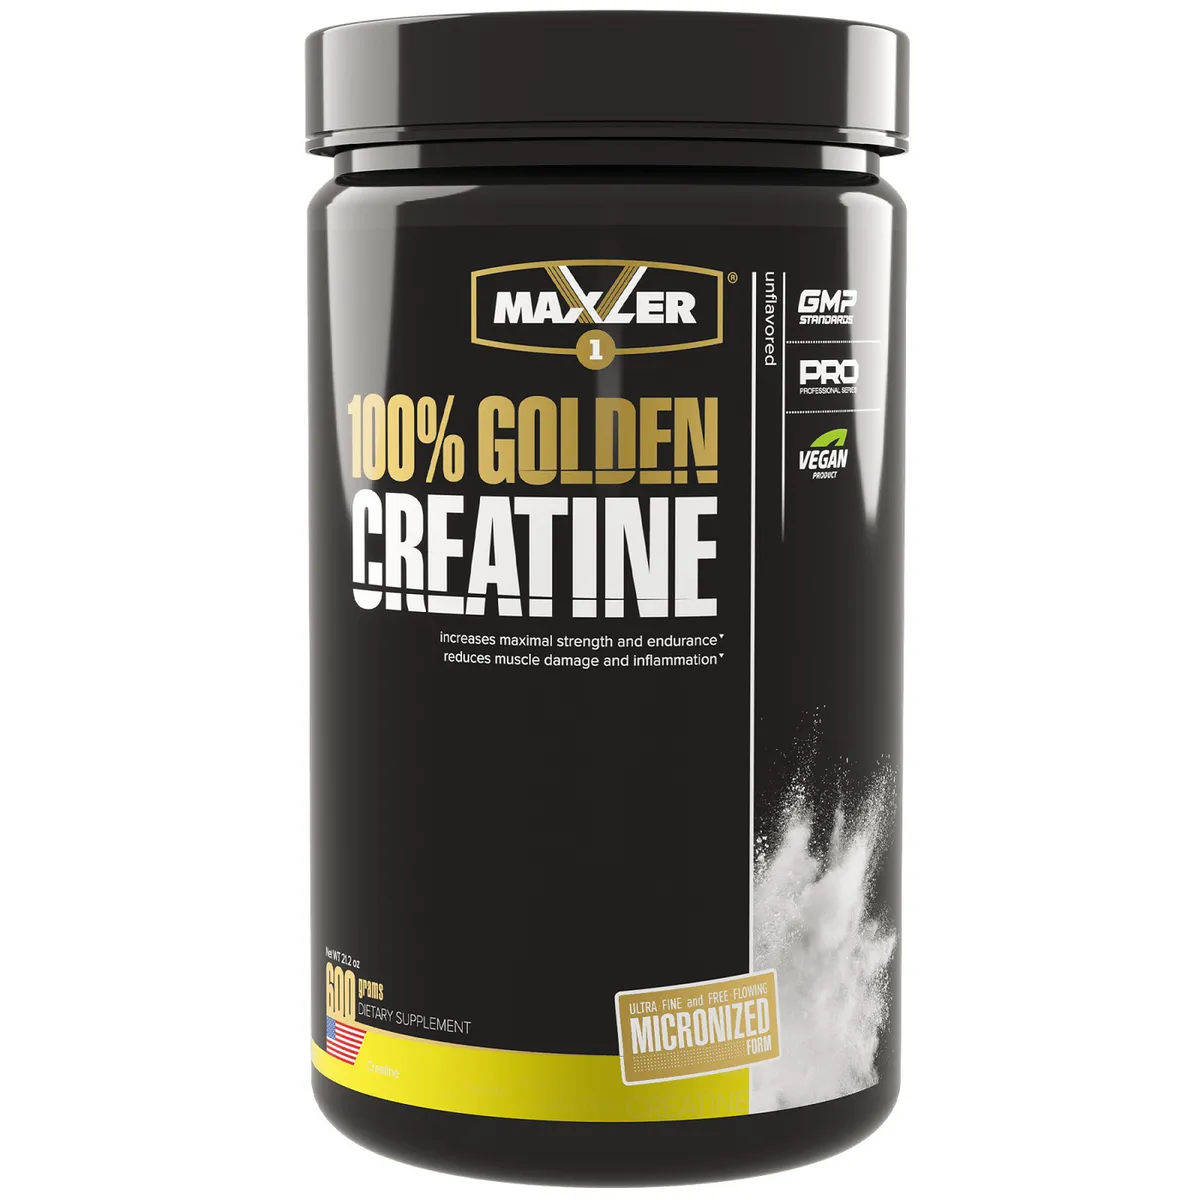 MAXLER®
1
100% GOLDEN
CREATINE
increases maximal strength and endurance▼
reduces muscle damage and inflammation▼
unflavored
GMP
STANDARDS
PRO
PROFESSIONAL SERIES
VEGAN
PRODUCT
Net WT 21.2 oz
600 grams
DIETARY SUPPLEMENT
Creatine
ULTRA-FINE and FREE-FLOWING
MICRONIZED
FORM
CREATINE